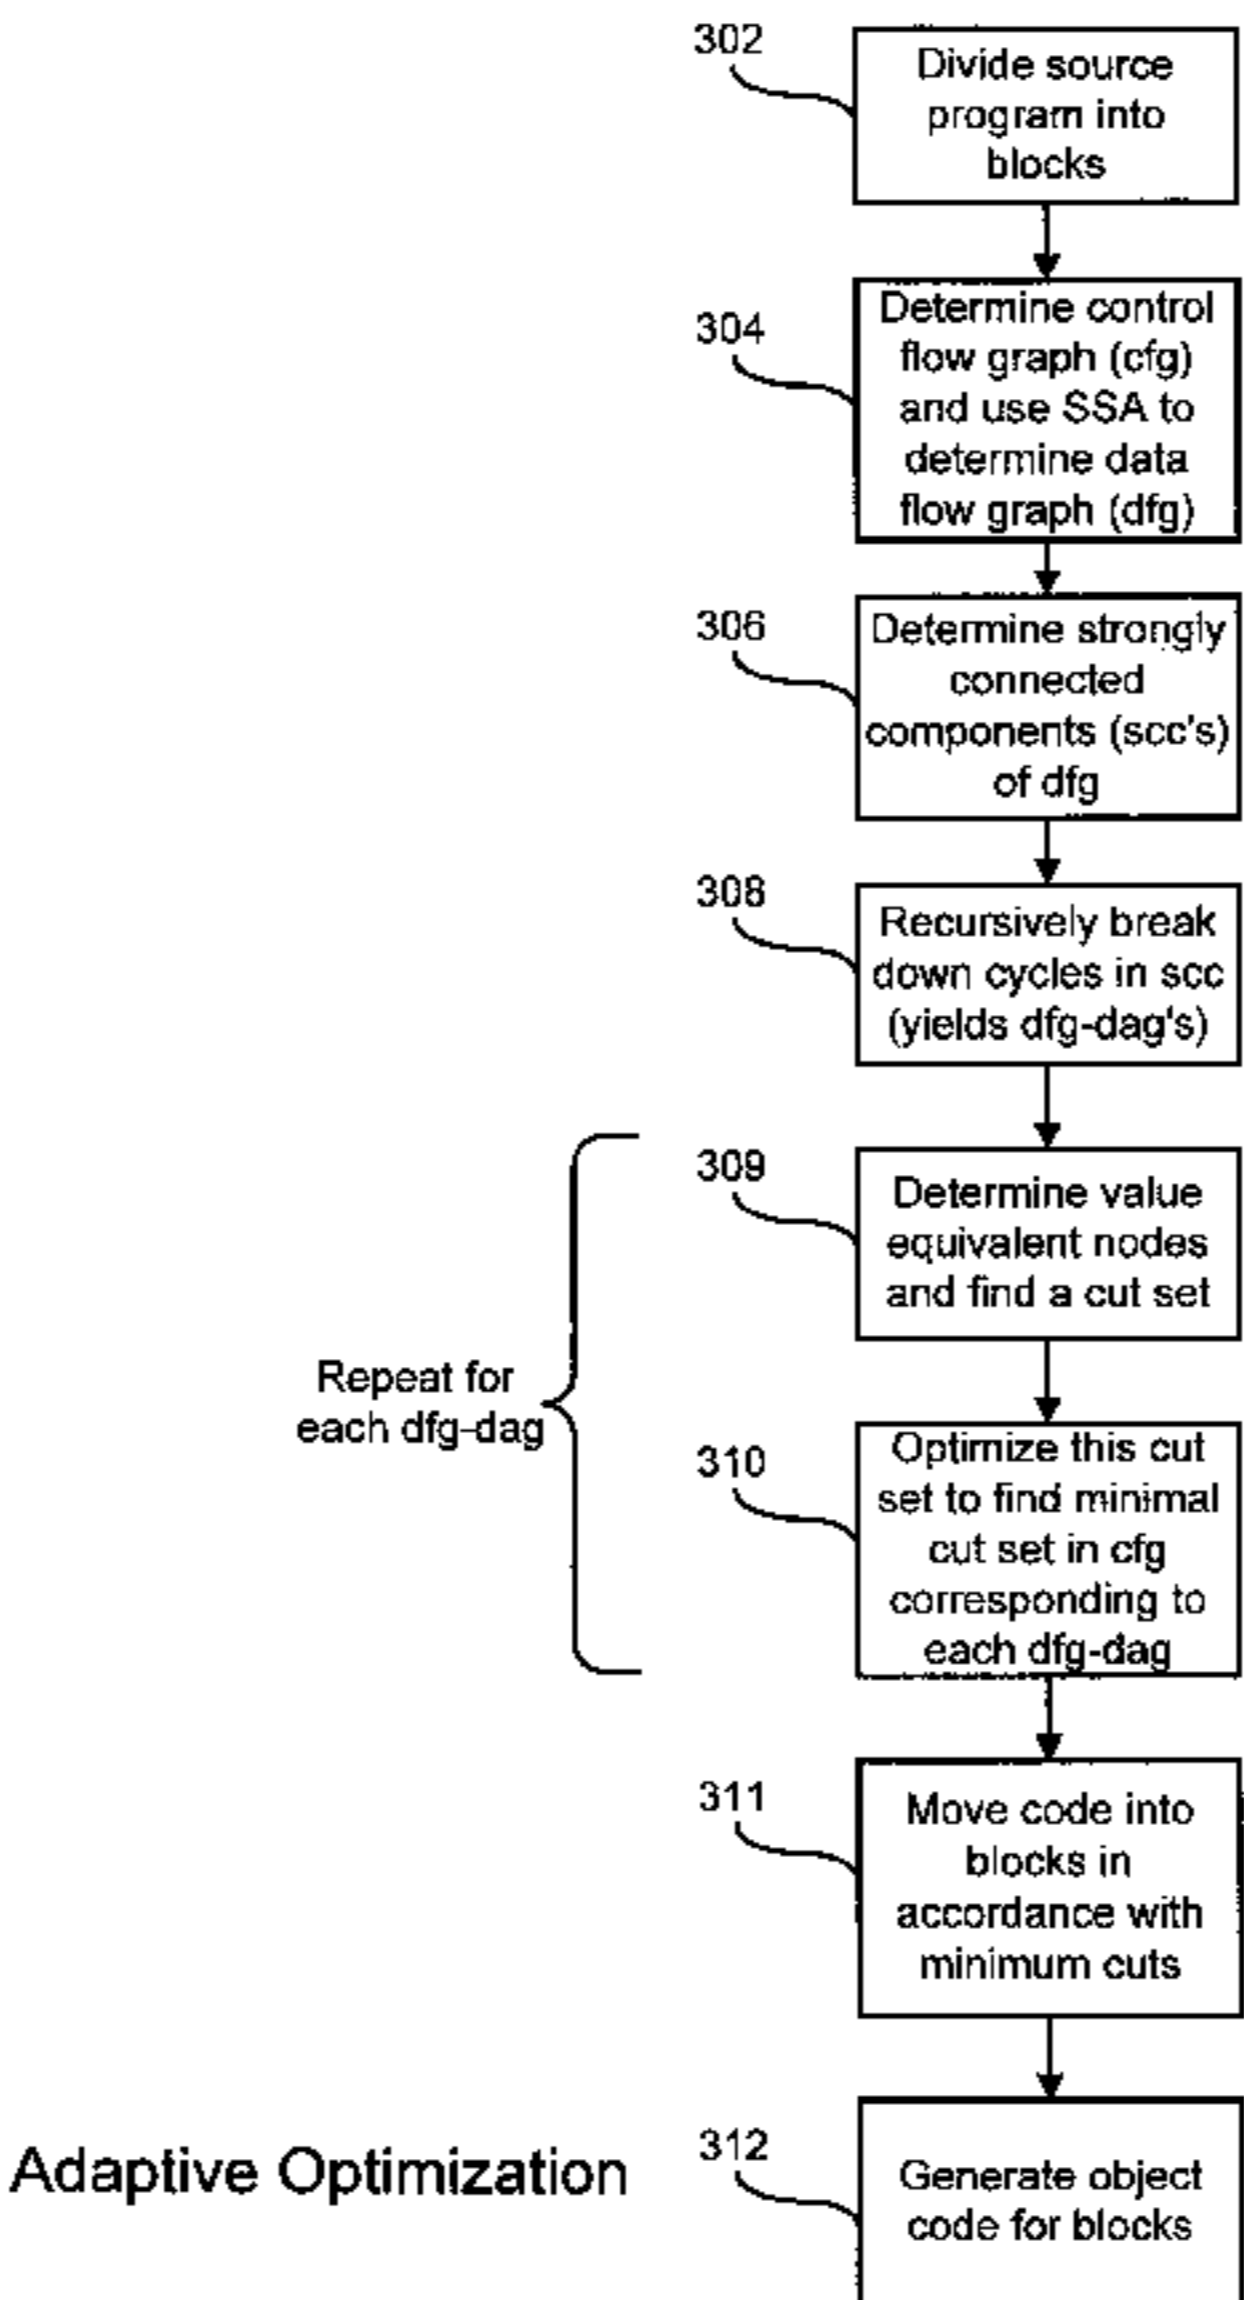 302
Divide source
program into
blocks
304
Determine control
flow graph (cfg)
and use SSA to
determine data
flow graph (dfg)
306
Determine strongly
connected
components (scc's)
of dfg
308
Recursively break
down cycles in scc
(yields dfg-dag's)
309
Determine value
equivalent nodes
and find a cut set
Repeat for
each dfg-dag
310
Optimize this cut
set to find minimal
cut set in cfg
corresponding to
each dfg-dag
311
Move code into
blocks in
accordance with
minimum cuts
Adaptive Optimization
312
Generate object
code for blocks